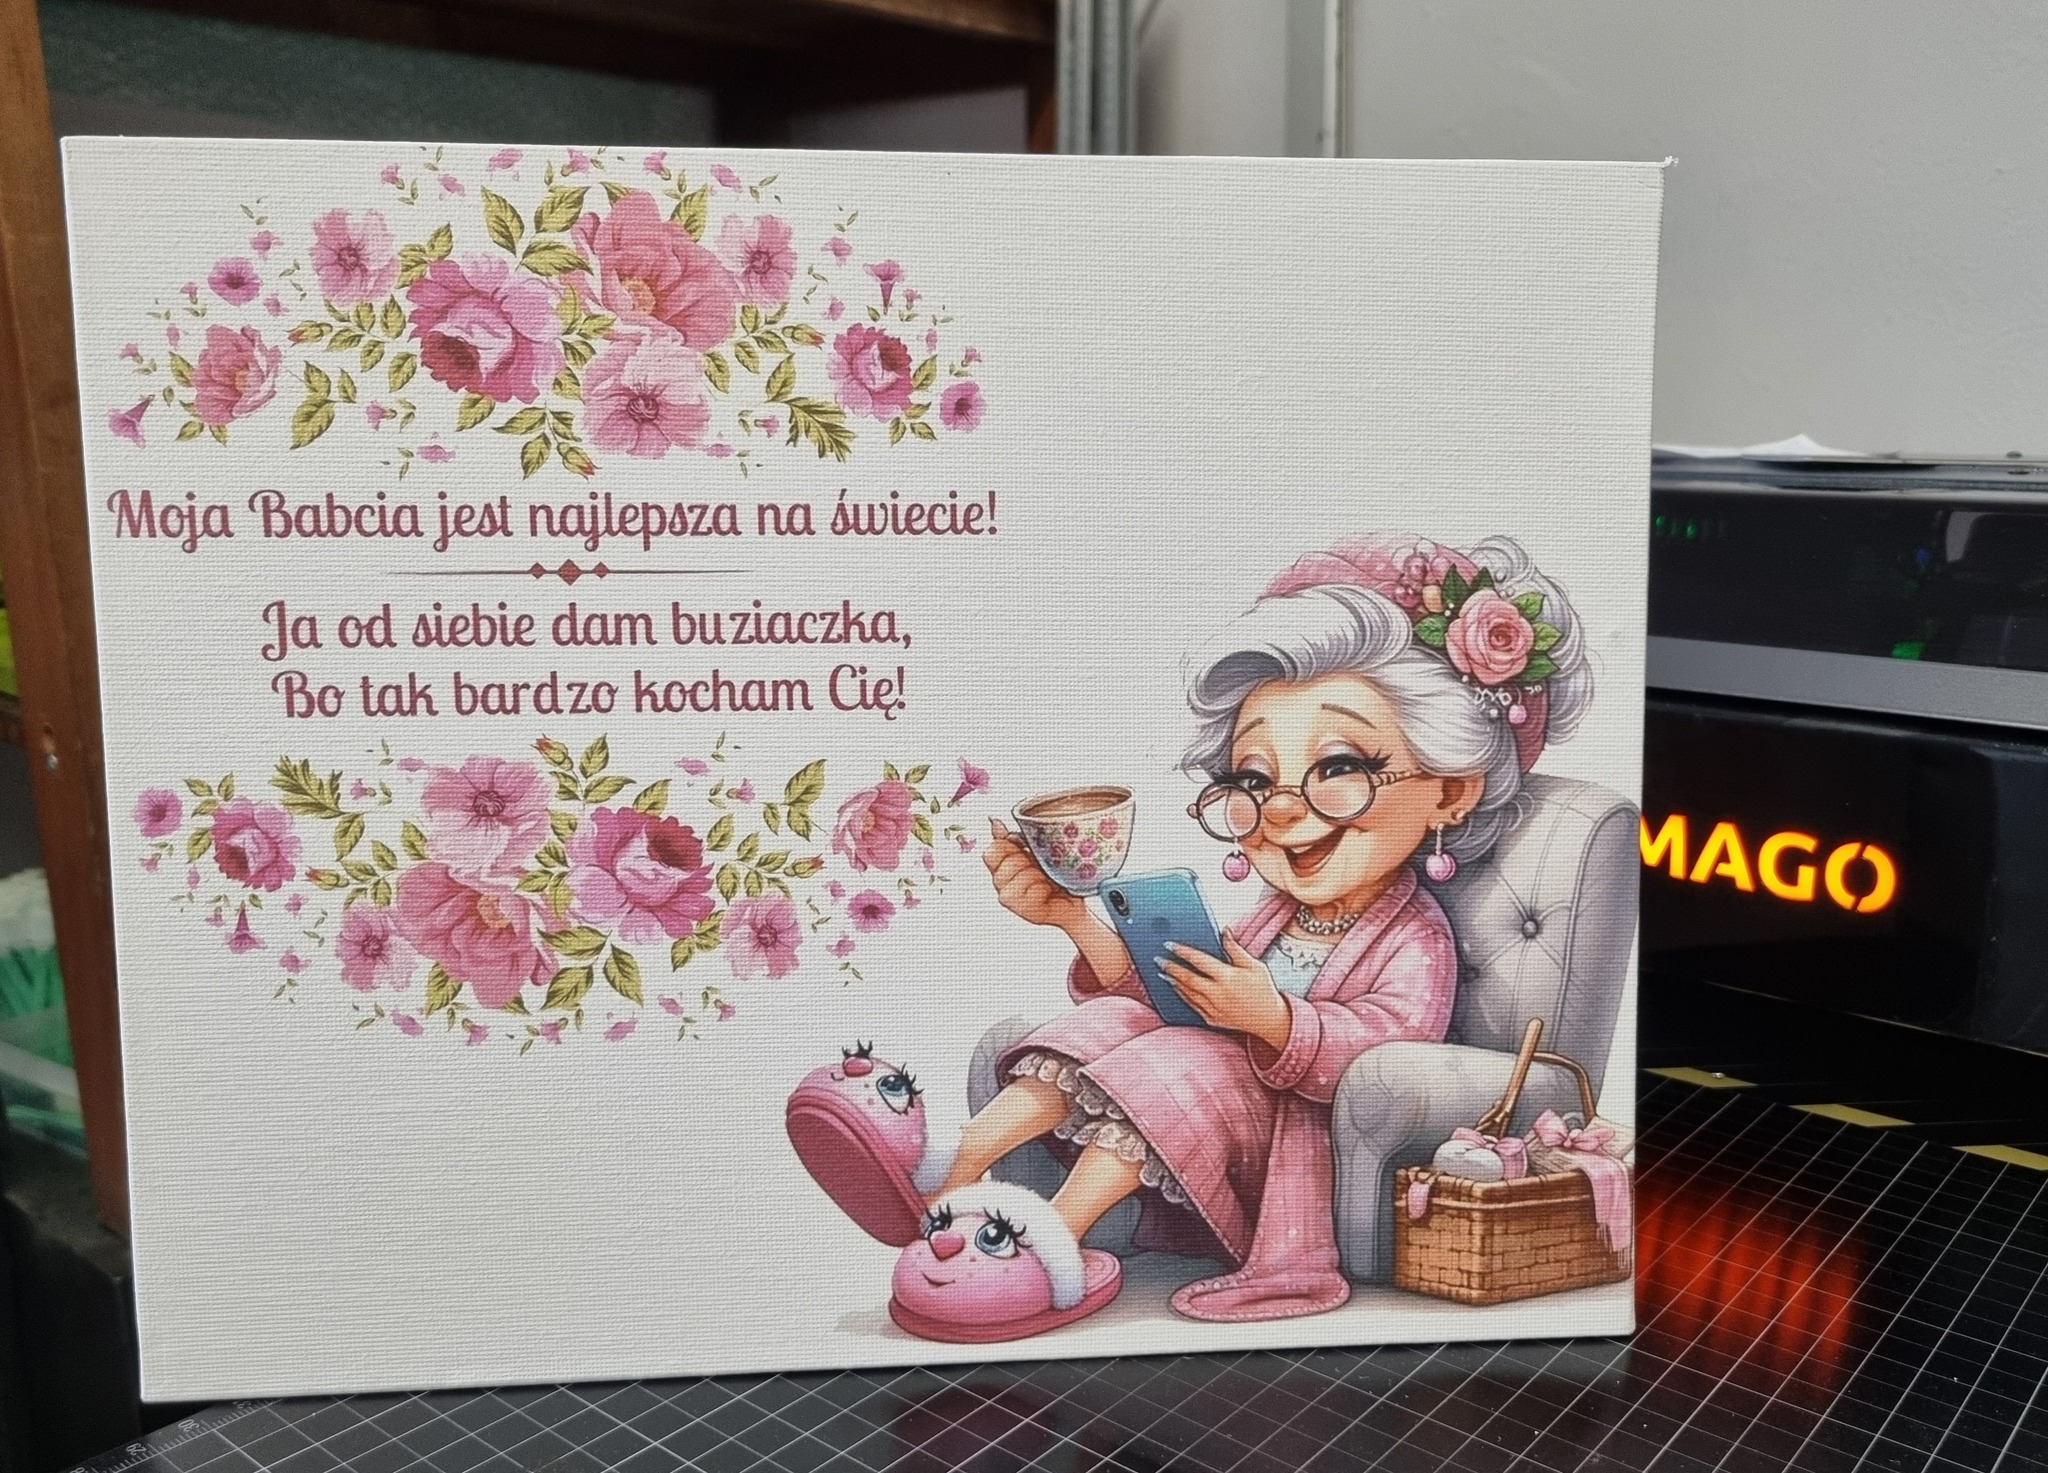 Moja Babcia jest najlepsza na świecie!
Ja od siebie dam buziaczka,
Bo tak bardzo kocham Cię!
MAGO